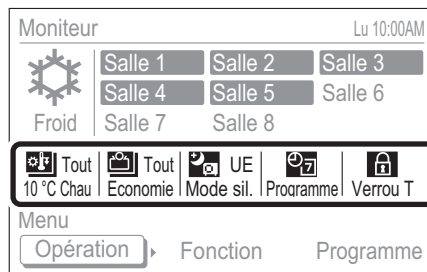 Moniteur Lu 10:00AM
Salle 1 Salle 2 Salle 3
Salle 4 Salle 5 Salle 6
Froid Salle 7 Salle 8
Tout Tout UE 7
10 °C Chau Economie Mode sil. Programme Verrou T
Menu
Opération Fonction Programme